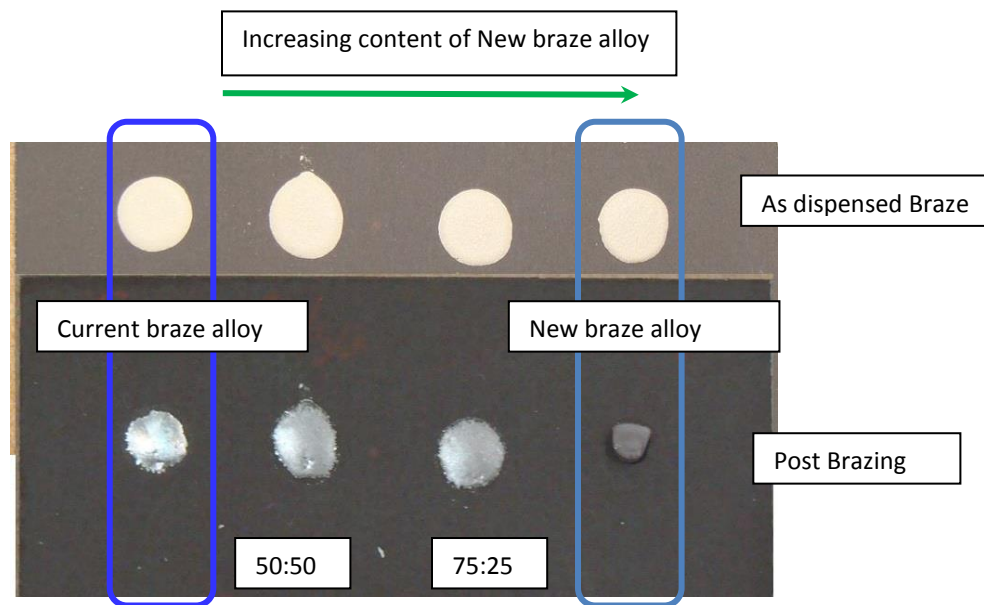 Increasing content of New braze alloy
As dispensed Braze
Current braze alloy
New braze alloy
Post Brazing
50:50
75:25